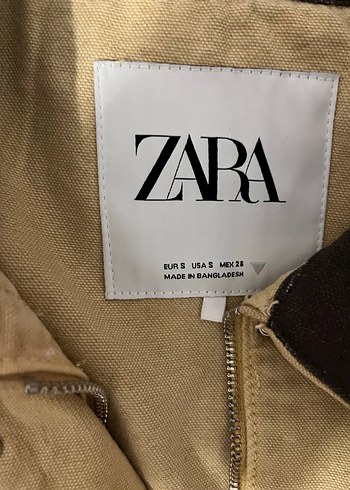 ZARA
EUR S USA S MEX 28
MADE IN BANGLADESH